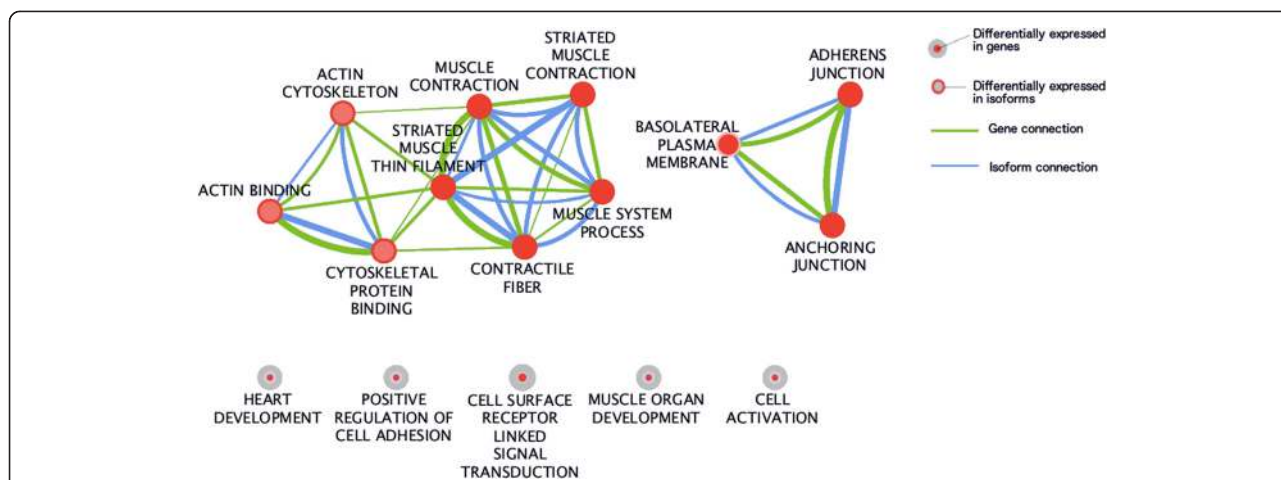 STRIATED
MUSCLE
CONTRACTION
MUSCLE
CONTRACTION
ACTIN
CYTOSKELETON
STRIATED
MUSCLE
THIN FILAMENT
ACTIN BINDING
MUSCLE SYSTEM
PROCESS
CYTOSKELETAL
PROTEIN
BINDING
CONTRACTILE
FIBER
ADHERENS
JUNCTION
BASOLATERAL
PLASMA
MEMBRANE
ANCHORING
JUNCTION
Differentially expressed
in genes
Differentially expressed
in isoforms
Gene connection
Isoform connection
HEART
DEVELOPMENT
POSITIVE
REGULATION OF
CELL ADHESION
CELL SURFACE
RECEPTOR
LINKED
SIGNAL
TRANSDUCTION
MUSCLE ORGAN
DEVELOPMENT
CELL
ACTIVATION